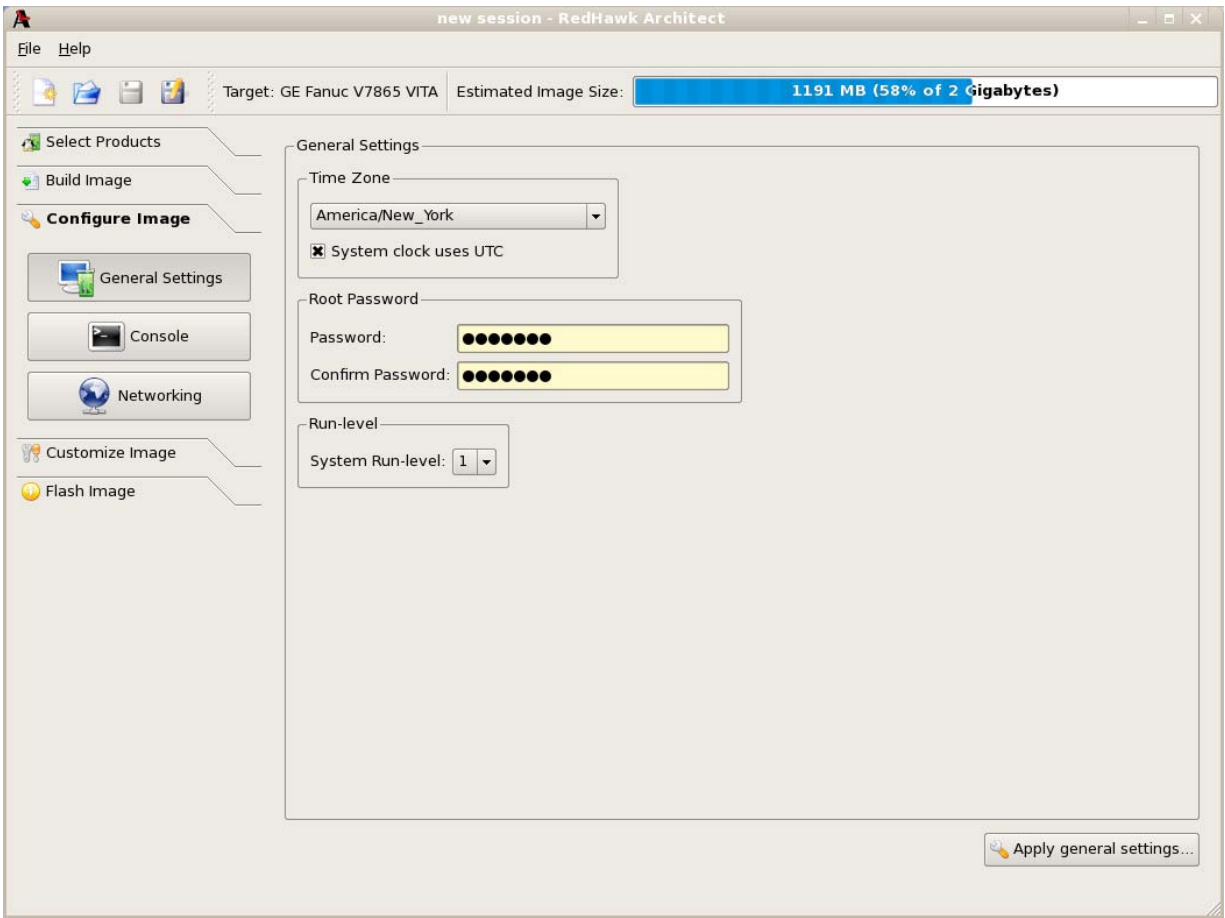 new session - RedHawk Architect
File Help
Target: GE Fanuc V7865 VITA Estimated Image Size: 1191 MB (58% of 2 Gigabytes)
Select Products
Build Image
Configure Image
General Settings
Console
Networking
Customize Image
Flash Image
General Settings
Time Zone
America/New_York
System clock uses UTC
Root Password
Password: ●●●●●●●
Confirm Password: ●●●●●●●
Run-level
System Run-level: 1
Apply general settings...